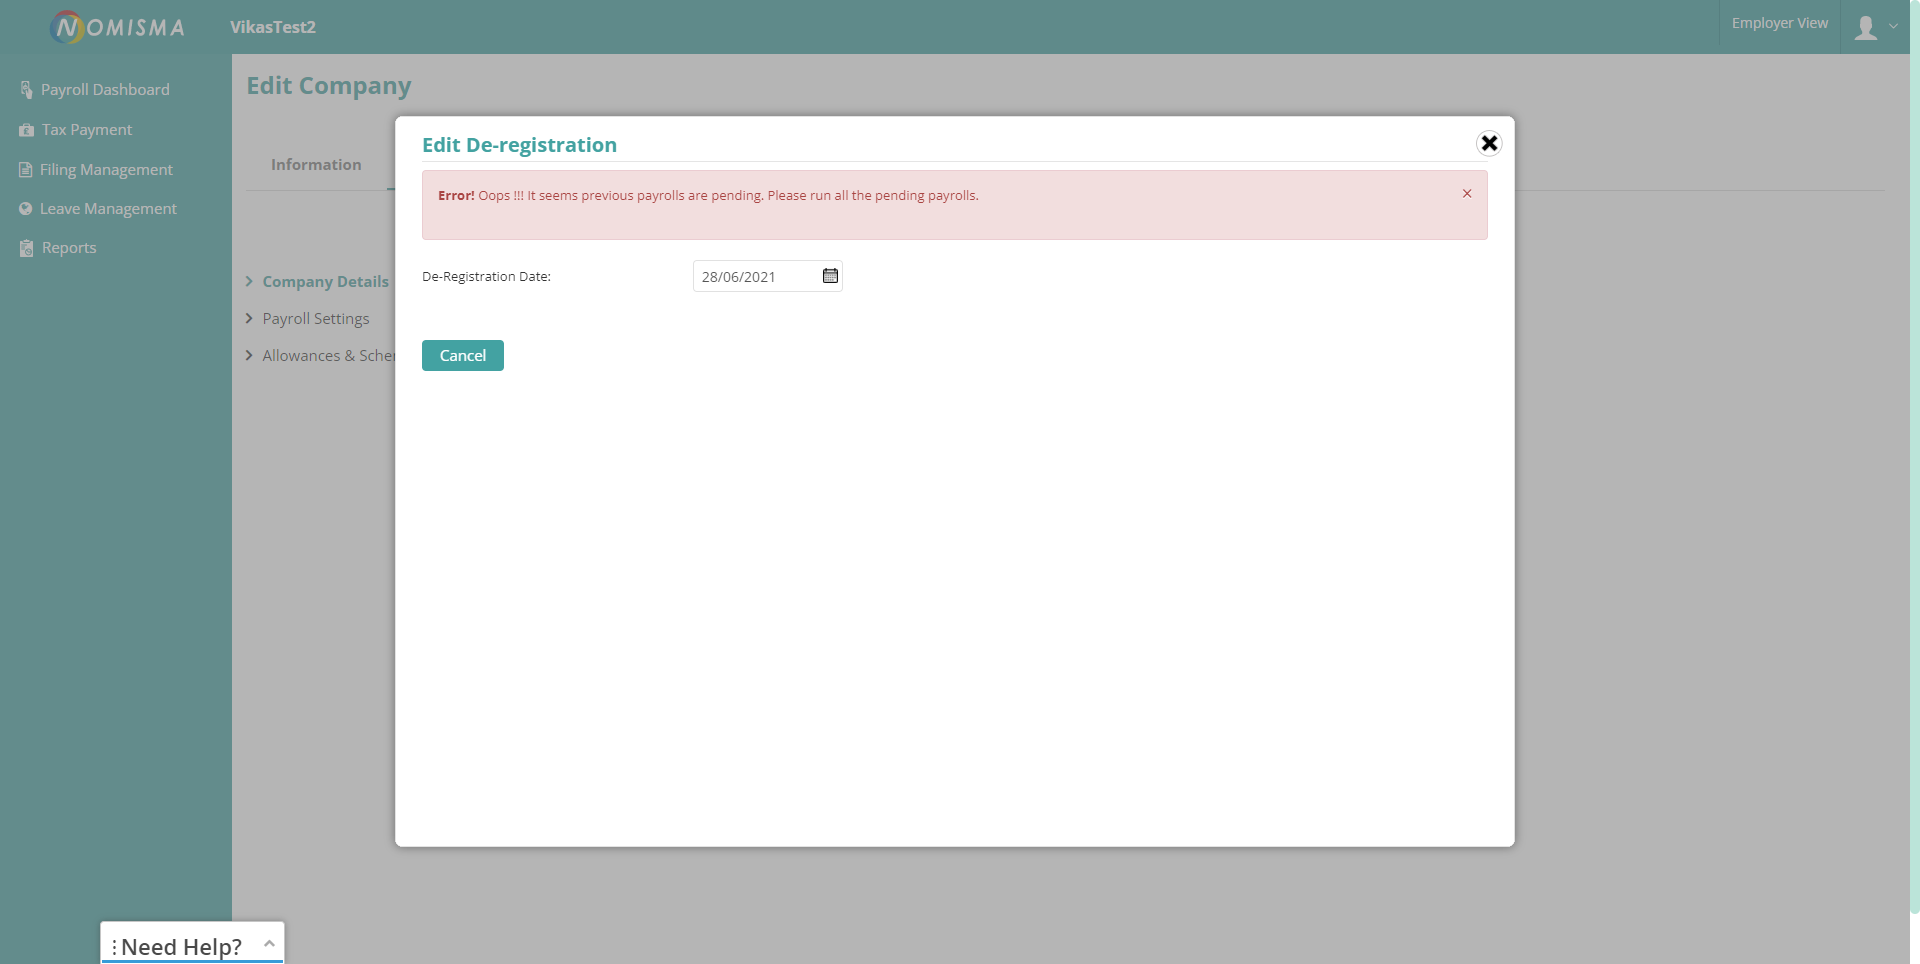 NOMISMA
VikasTest2
Employer View
Payroll Dashboard
Tax Payment
Filing Management
Leave Management
Reports
Edit Company
Information
Company Details
Payroll Settings
Allowances &
Edit De-registration
Error! Oops !!! It seems previous payrolls are pending. Please run all the pending payrolls.
De-Registration Date:
28/06/2021
Cancel
Need Help?